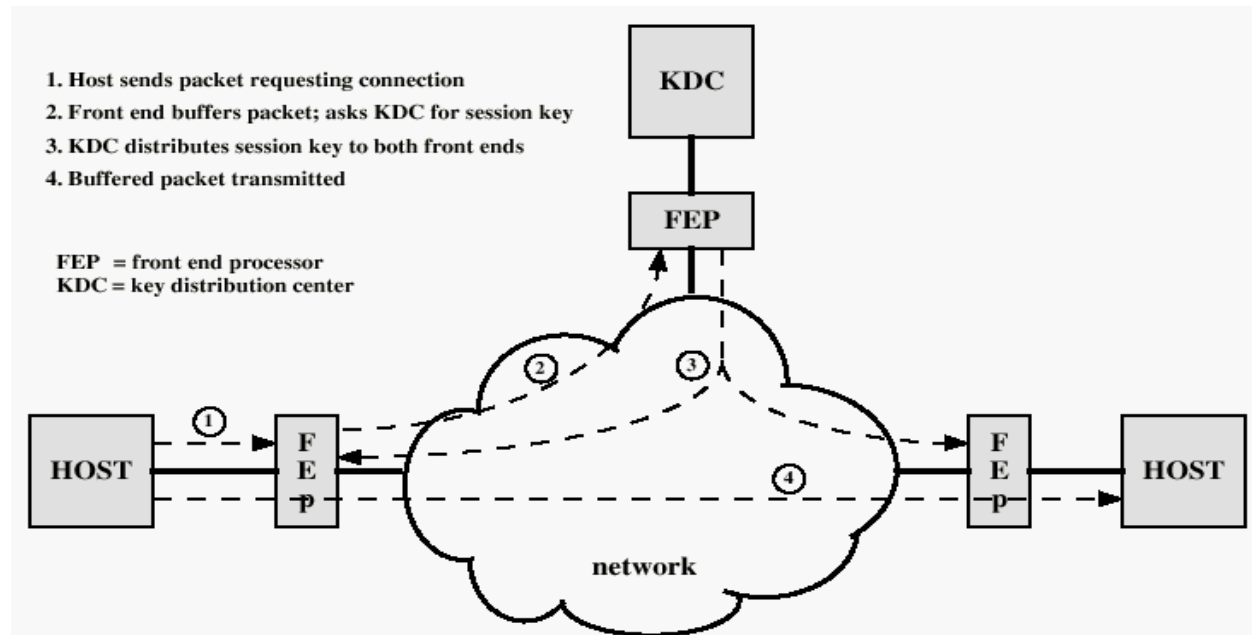 1. Host sends packet requesting connection
2. Front end buffers packet; asks KDC for session key
3. KDC distributes session key to both front ends
4. Buffered packet transmitted
FEP = front end processor
KDC = key distribution center
KDC
FEP
2
3
1
HOST
F
E
p
4
F
E
p
HOST
network